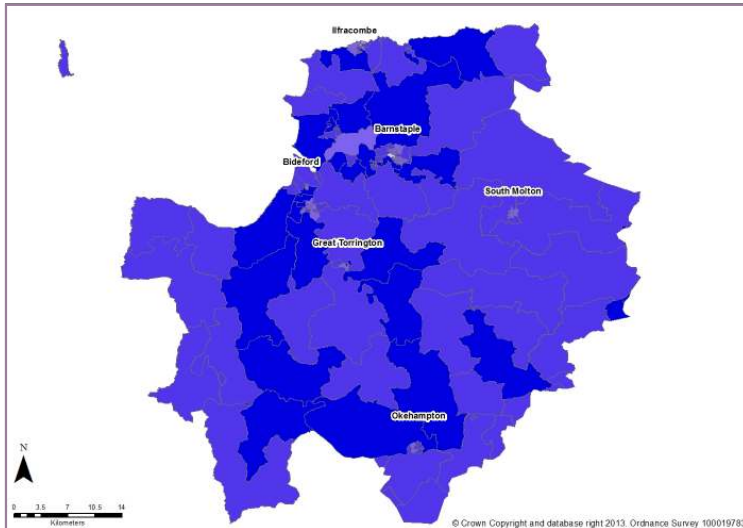 Ilfracombe
Barnstaple
Bideford
South Molton
Great Torrington
Okehampton
N
0 3.5 7 10.5 14
Kilometers
© Crown Copyright and database right 2013. Ordnance Survey 100019783